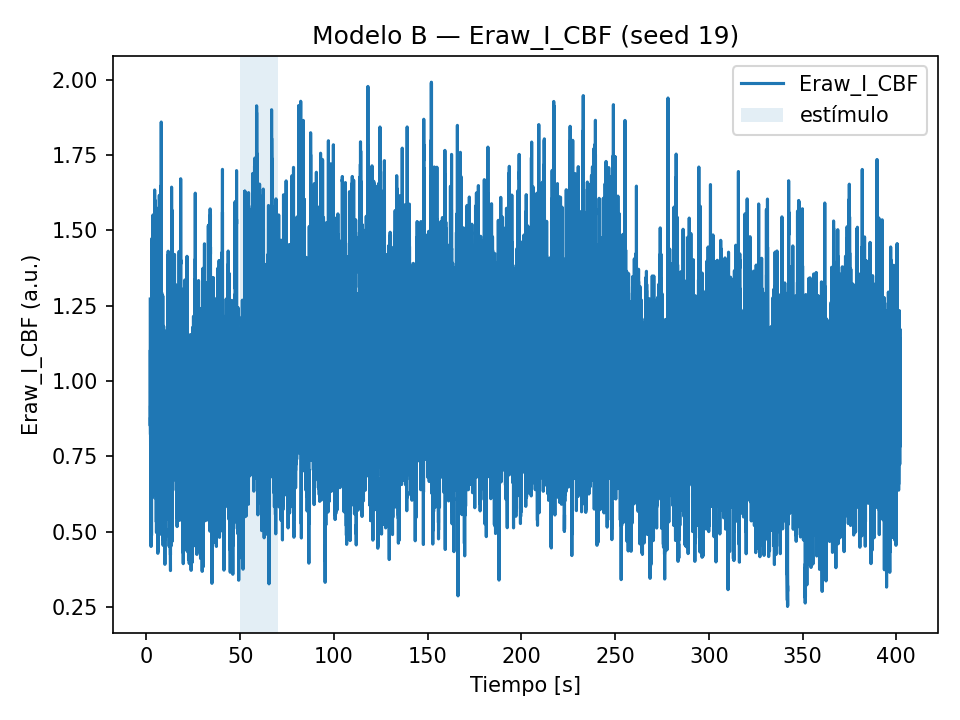 Modelo B — Eraw_I_CBF (seed 19)
Eraw_I_CBF
estímulo
Eraw_I_CBF (a.u.)
2.00
1.75
1.50
1.25
1.00
0.75
0.50
0.25
0 50 100 150 200 250 300 350 400
Tiempo [s]